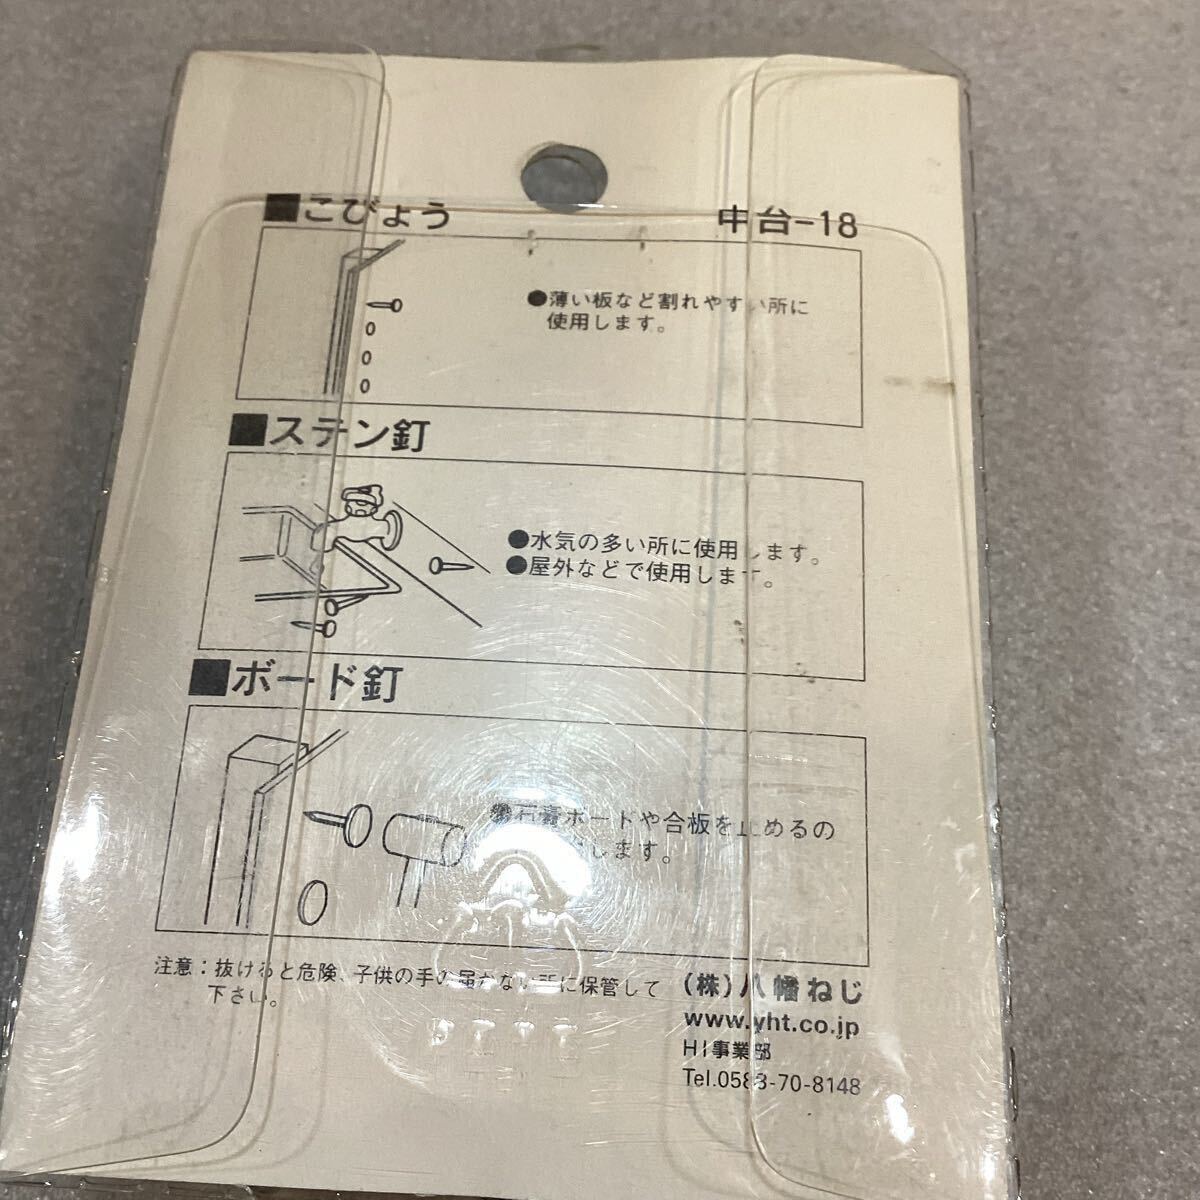 ■こびょう
中台-18
●薄い板など割れやすい所に
使用します。
■ステン釘
●水気の多い所に使用します。
●屋外などで使用します。
■ボード釘
●石膏ボードや合板を止めるの
します。
注意:抜けると危険、子供の手の届かない所に保管して
下さい。
(株)八幡ねじ
www.yht.co.jp
HI事業部
Tel.0583-70-8148